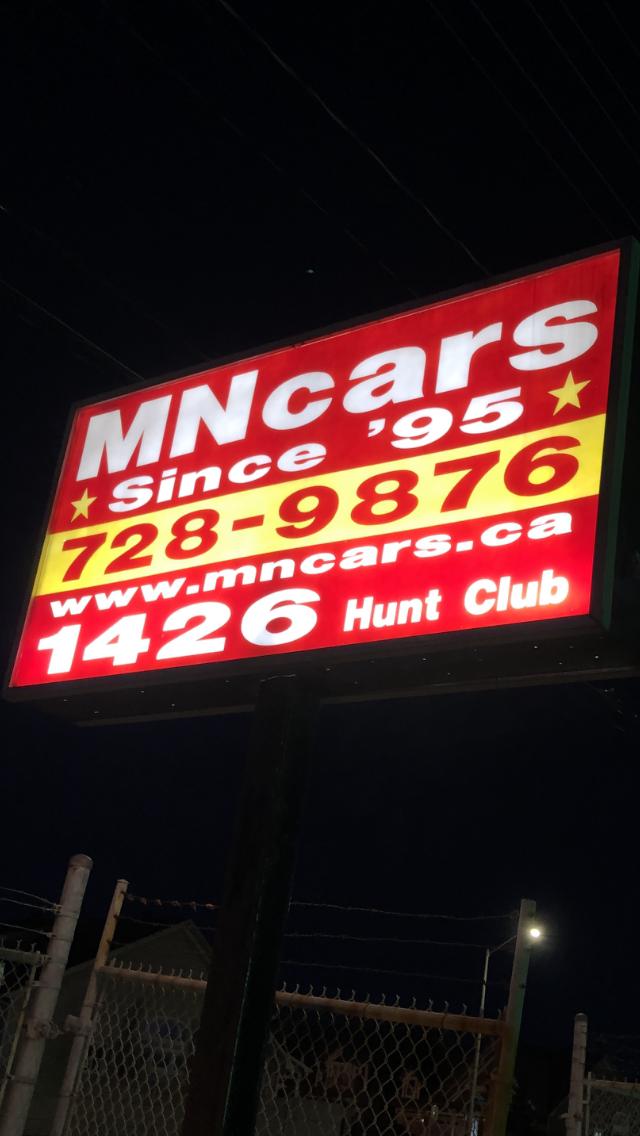 MNcars
Since '95
728-9876
www.mncars.ca
1426 Hunt Club